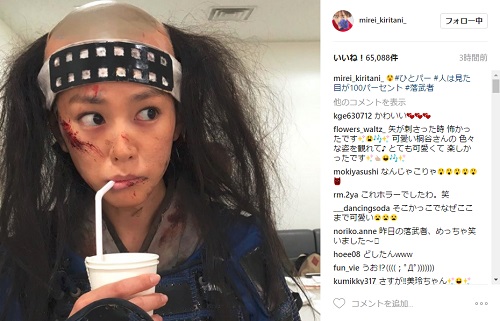 mirei_kiritani_
フォロー中
いいね！65,088件
3時間前
mirei_kiritani_ 😲#ひとパー #人は見た
目が100パーセント #落武者
他のコメントを表示
kge630712 かわいい
flowers_waltz_ 矢が刺さった時 怖かっ
たです✨😭💦✨ 可愛い桐谷さんの 色々
な姿を観れて♪ とても可愛くて 楽しか
ったです✨👏🏻😆✨
mokiyasushi なんじゃこりゃ😲😲😲😲😲
rm.2ya これホラーでしたわ。笑
___dancingsoda そこかっこでなぜここ
まで可愛い😫😫😫
noriko.anne 昨日の落武者、めっちゃ笑
いました〜
hoee08 どしたんwww
fun_vie うお!?((((；ﾟДﾟ)))))))
kumikky317 さすが!!美玲ちゃん✨😆✨
コメントを追加...